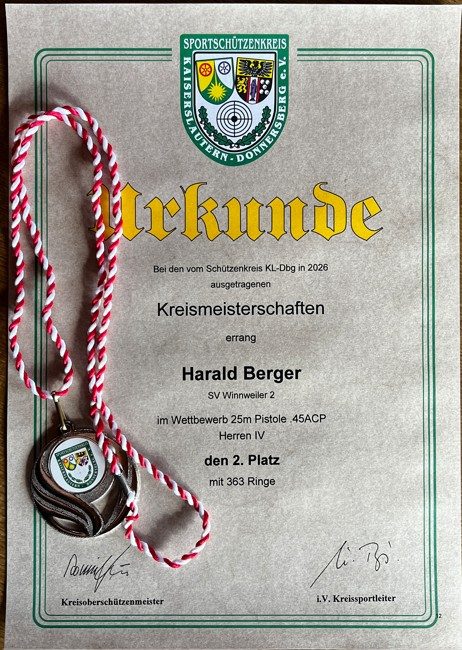 SPORTSCHÜTZENKREIS
KAISERSLAUTERN - DONNERSBERG e.V.
Urkunde
Bei den vom Schützenkreis KL-Dbg in 2026
ausgetragenen
Kreismeisterschaften
errang
Harald Berger
SV Winnweiler 2
im Wettbewerb 25m Pistole .45ACP
Herren IV
den 2. Platz
mit 363 Ringe
Kreisoberschützenmeister
i.V. Kreissportleiter